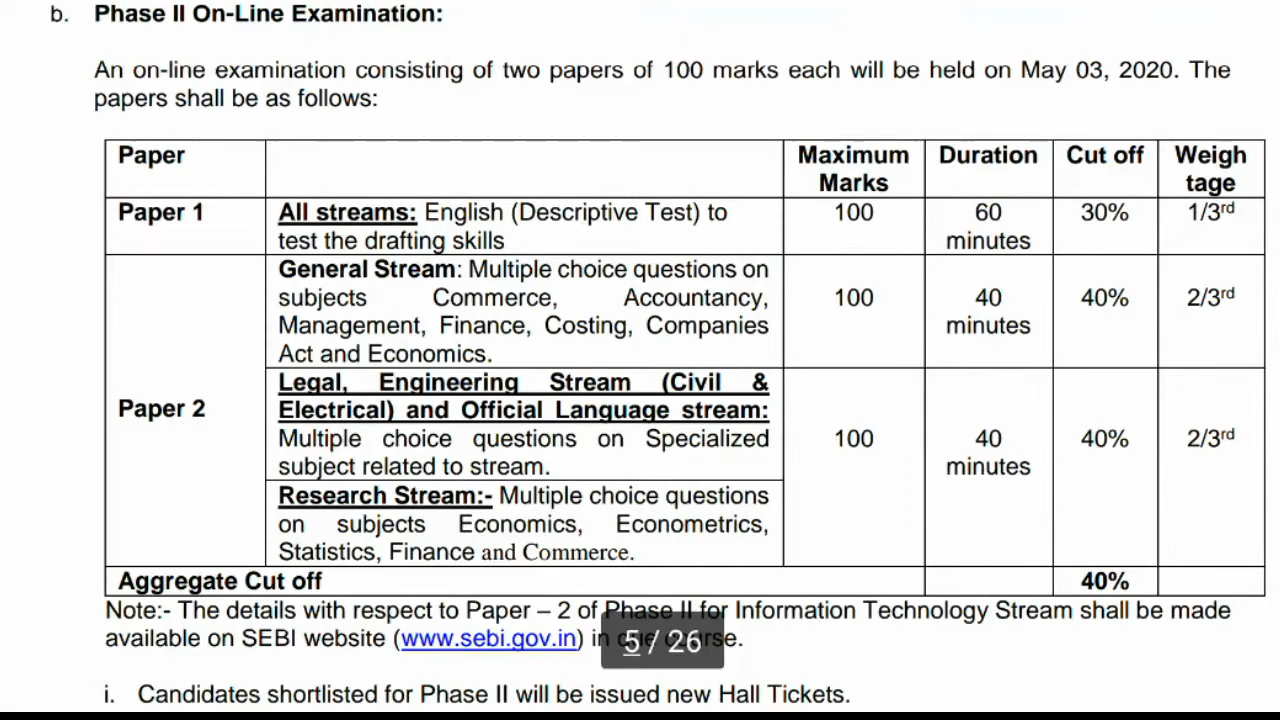 b. Phase II On-Line Examination:
An on-line examination consisting of two papers of 100 marks each will be held on May 03, 2020. The
papers shall be as follows:
Paper Maximum Marks Duration Cut off Weigh tage
Paper 1
All streams: English (Descriptive Test) to
test the drafting skills
100 60 minutes 30% 1/3rd
Paper 2
General Stream: Multiple choice questions on
subjects Commerce, Accountancy,
Management, Finance, Costing, Companies
Act and Economics.
100 40 minutes 40% 2/3rd
Legal, Engineering Stream (Civil &
Electrical) and Official Language stream:
Multiple choice questions on Specialized
subject related to stream.
100 40 minutes 40% 2/3rd
Research Stream:- Multiple choice questions
on subjects Economics, Econometrics,
Statistics, Finance and Commerce.
Aggregate Cut off 40%
Note:- The details with respect to Paper – 2 of Phase II for Information Technology Stream shall be made
available on SEBI website (www.sebi.gov.in) in due course.
5 / 26
i. Candidates shortlisted for Phase II will be issued new Hall Tickets.